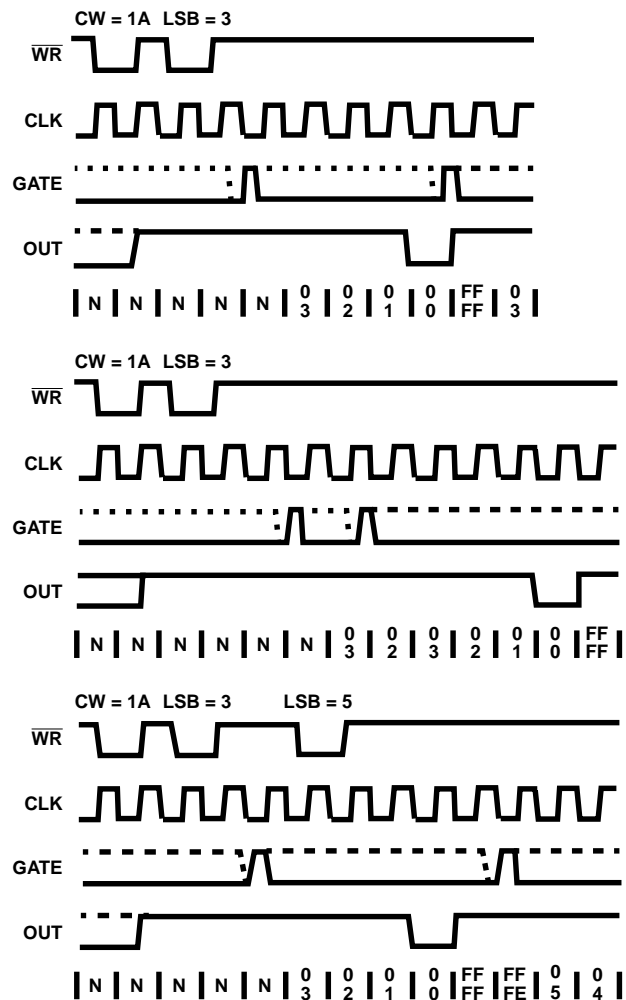 CW = 1A LSB = 3
WR
CLK
GATE
OUT
N N N N N 0 0 0 0 FF 0
3 2 1 0 FF 3
CW = 1A LSB = 3
WR
CLK
GATE
OUT
N N N N N N 0 0 0 0 0 0 FF
3 2 3 2 1 0 FF
CW = 1A LSB = 3 LSB = 5
WR
CLK
GATE
OUT
N N N N N 0 0 0 0 FF FF 0 0
3 2 1 0 FF FE 5 4